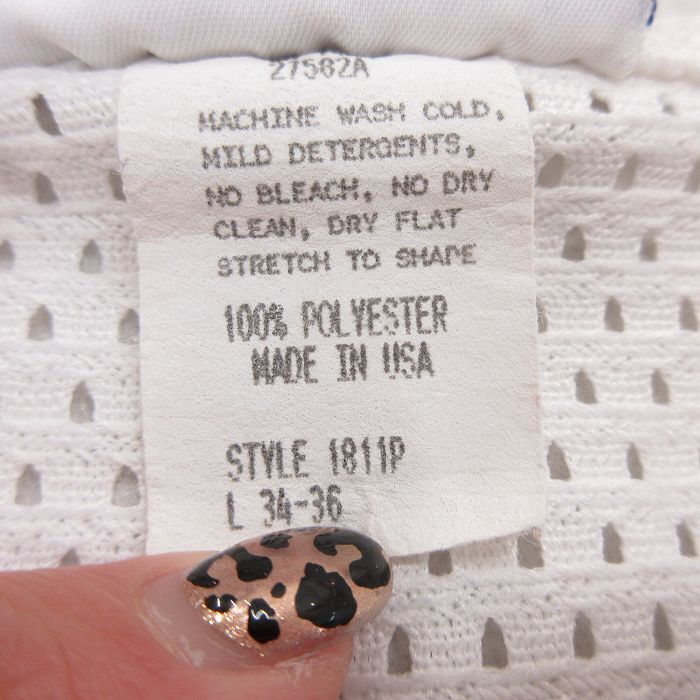 27582A
MACHINE WASH COLD,
MILD DETERGENTS,
NO BLEACH, NO DRY
CLEAN, DRY FLAT
STRETCH TO SHAPE
100% POLYESTER
MADE IN USA
STYLE 1811P
L 34-36